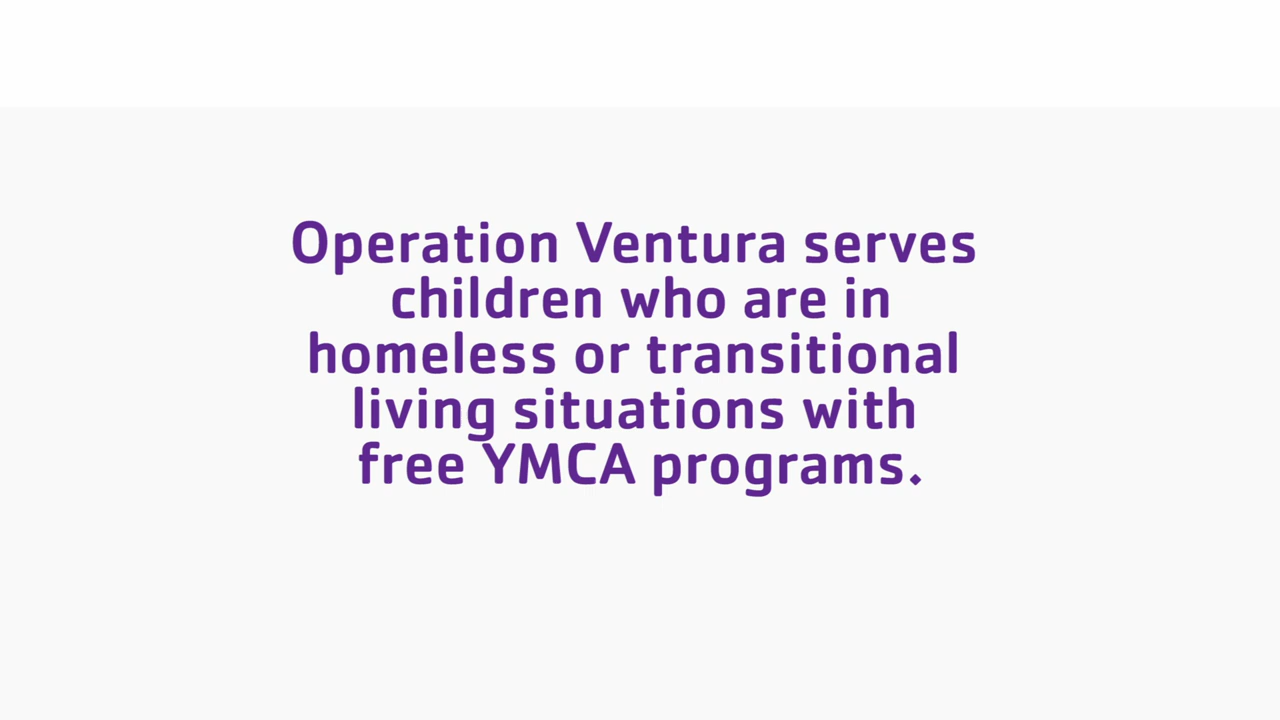 Operation Ventura serves
children who are in
homeless or transitional
living situations with
free YMCA programs.